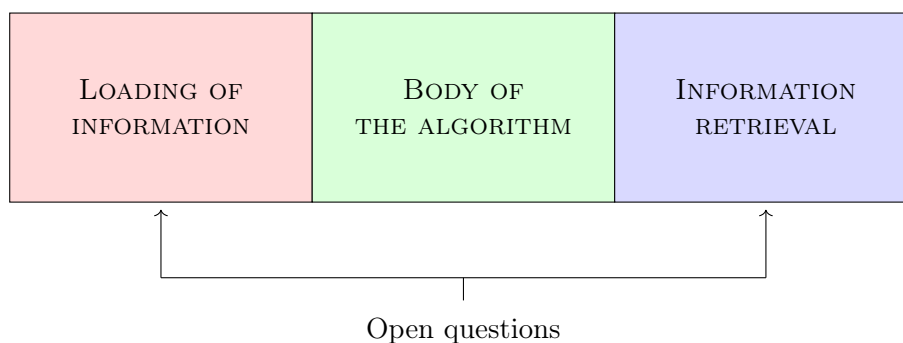 LOADING OF
INFORMATION
BODY OF
THE ALGORITHM
INFORMATION
RETRIEVAL
Open questions